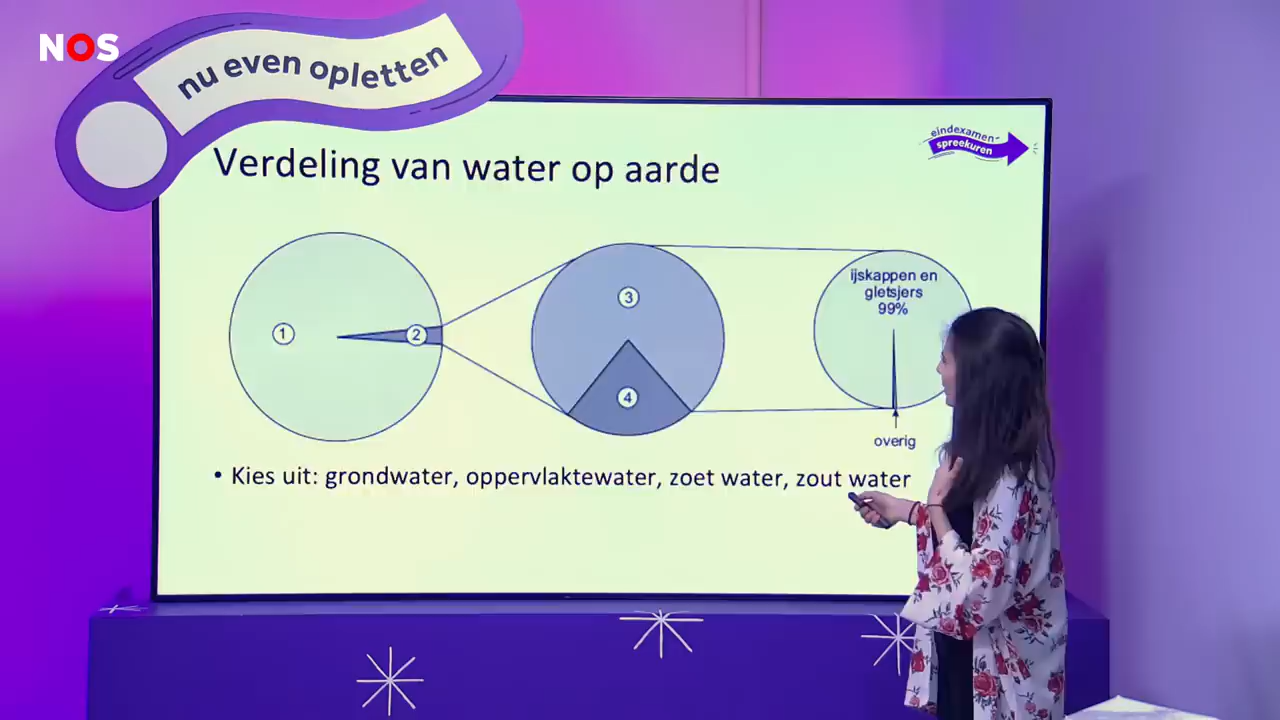 NOS
nu even opletten
eindexamen-
spreekuren
Verdeling van water op aarde
1
2
3
4
ijskappen en
gletsjers
99%
overig
• Kies uit: grondwater, oppervlaktewater, zoet water, zout water